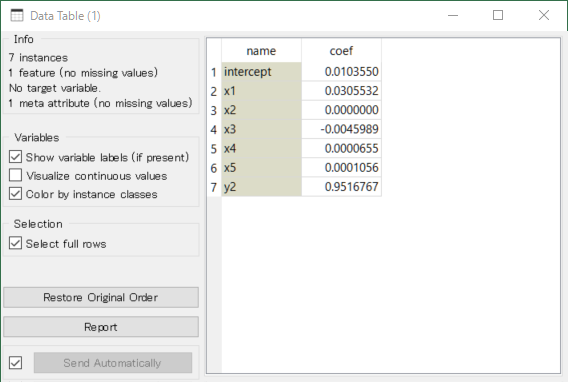 Data Table (1)
Info
7 instances
1 feature (no missing values)
No target variable.
1 meta attribute (no missing values)
Variables
Show variable labels (if present)
Visualize continuous values
Color by instance classes
Selection
Select full rows
Restore Original Order
Report
Send Automatically
name coef
1 intercept 0.0103550
2 x1 0.0305532
3 x2 0.0000000
4 x3 -0.0045989
5 x4 0.0000655
6 x5 0.0001056
7 y2 0.9516767